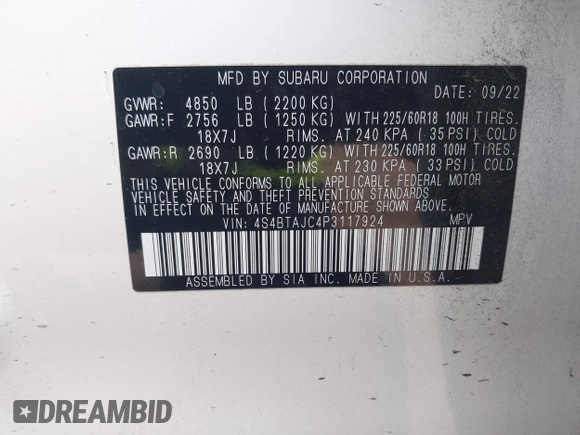 MFD BY SUBARU CORPORATION
DATE: 09/22
GVWR: 4850 LB (2200 KG)
GAWR:F 2756 LB (1250 KG) WITH 225/60R18 100H TIRES.
18X7J RIMS. AT 240 KPA (35 PSI) COLD
GAWR:R 2690 LB (1220 KG) WITH 225/60R18 100H TIRES.
18X7J RIMS. AT 230 KPA (33 PSI) COLD
THIS VEHICLE CONFORMS TO ALL APPLICABLE FEDERAL MOTOR
VEHICLE SAFETY, BUMPER, AND THEFT PREVENTION STANDARDS
IN EFFECT ON THE DATE OF MANUFACTURE SHOWN ABOVE.
VIN: 4S4BTAJC4P3117924 MPV
ASSEMBLED BY SIA INC. MADE IN U.S.A.
DREAMBID